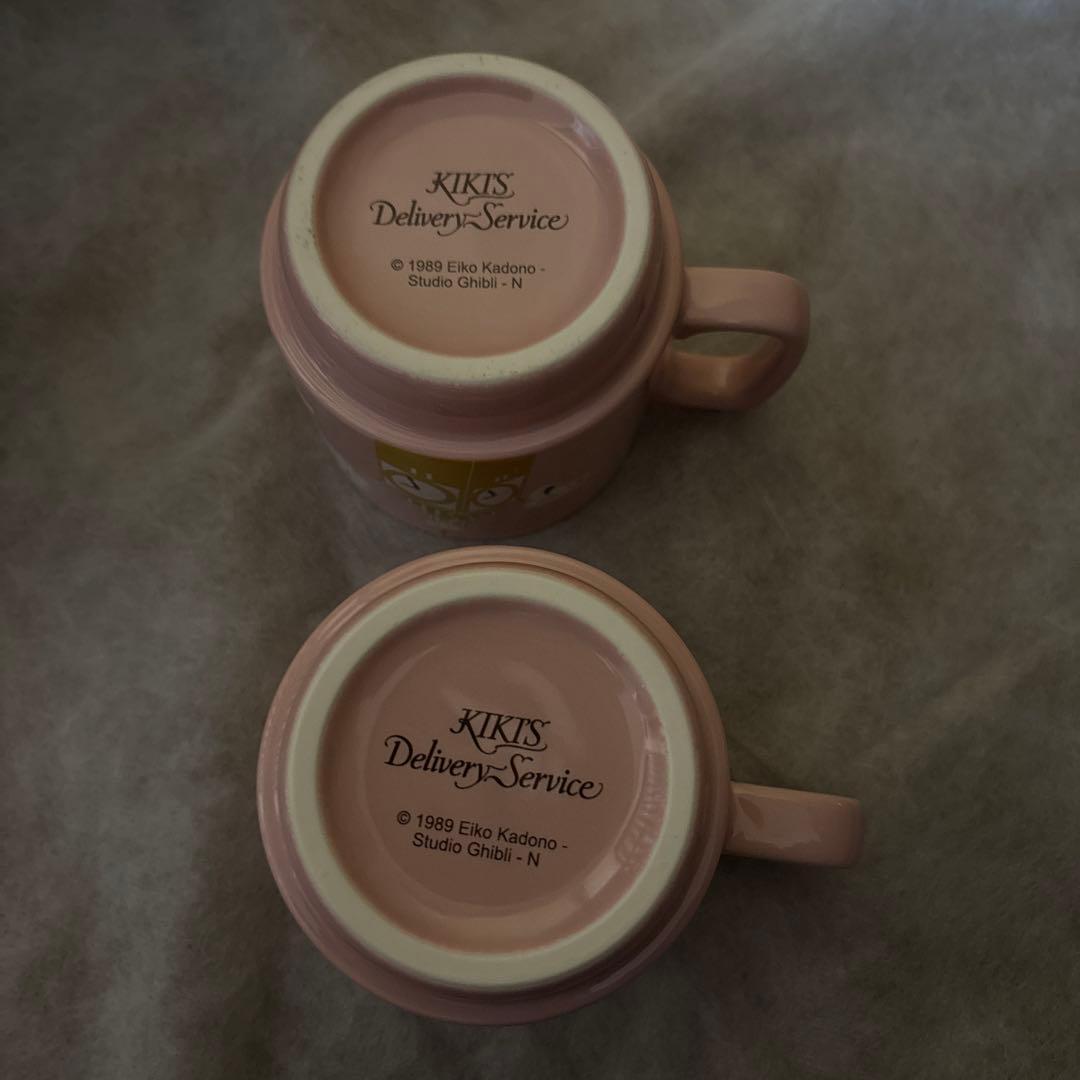 KIKI'S
Delivery Service
© 1989 Eiko Kadono -
Studio Ghibli - N
KIKI'S
Delivery Service
© 1989 Eiko Kadono -
Studio Ghibli - N